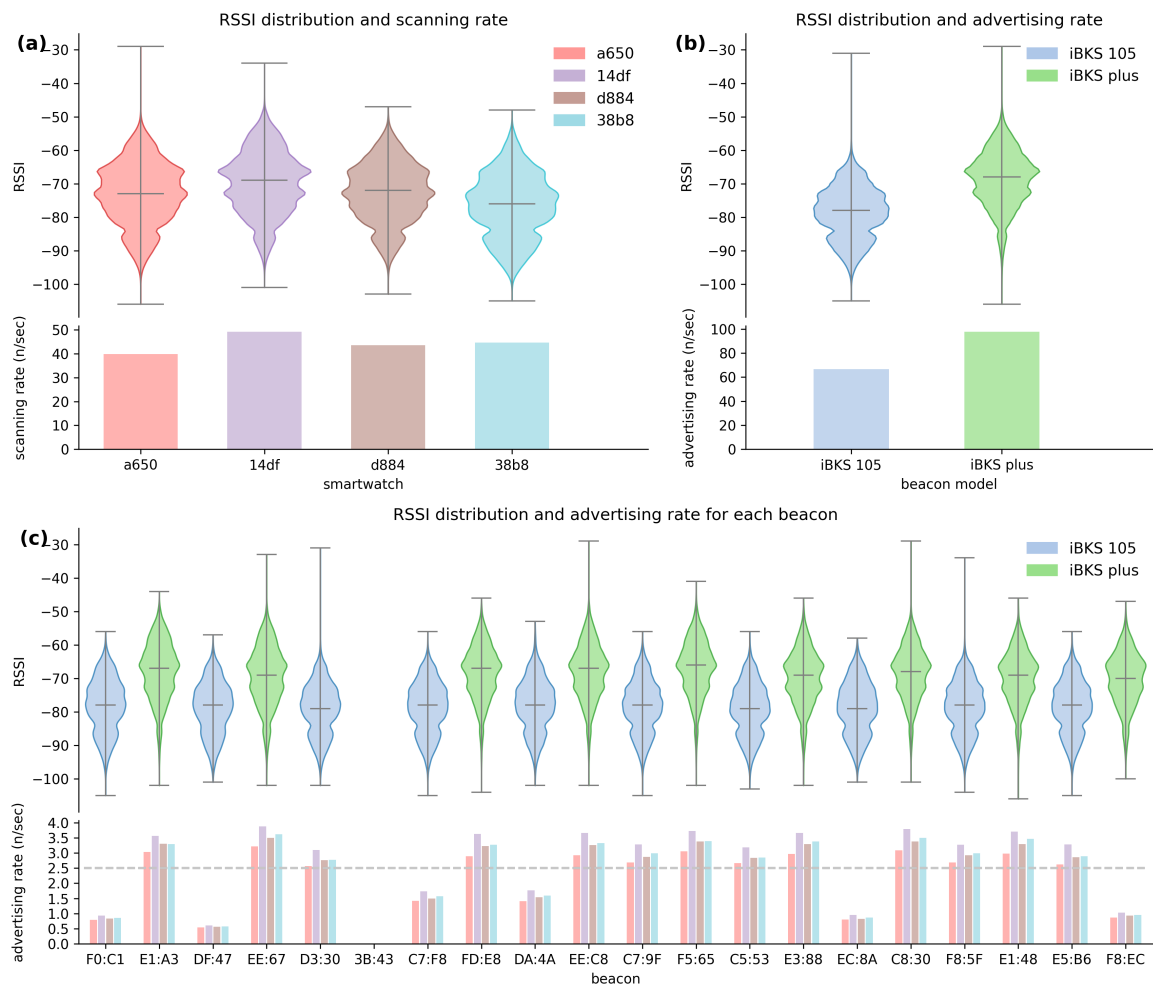 RSSI distribution and scanning rate
(a)
−30
−40
−50
−60
−70
−80
−90
−100
RSSI
a650
14df
d884
38b8
50
40
30
20
10
0
scanning rate (n/sec)
a650 14df d884 38b8
smartwatch
RSSI distribution and advertising rate
(b)
−30
−40
−50
−60
−70
−80
−90
−100
RSSI
iBKS 105
iBKS plus
100
80
60
40
20
0
advertising rate (n/sec)
iBKS 105 iBKS plus
beacon model
RSSI distribution and advertising rate for each beacon
(c)
−30
−40
−50
−60
−70
−80
−90
−100
RSSI
iBKS 105
iBKS plus
4.0
3.5
3.0
2.5
2.0
1.5
1.0
0.5
0.0
advertising rate (n/sec)
F0:C1 E1:A3 DF:47 EE:67 D3:30 3B:43 C7:F8 FD:E8 DA:4A EE:C8 C7:9F F5:65 C5:53 E3:88 EC:8A C8:30 F8:5F E1:48 E5:B6 F8:EC
beacon